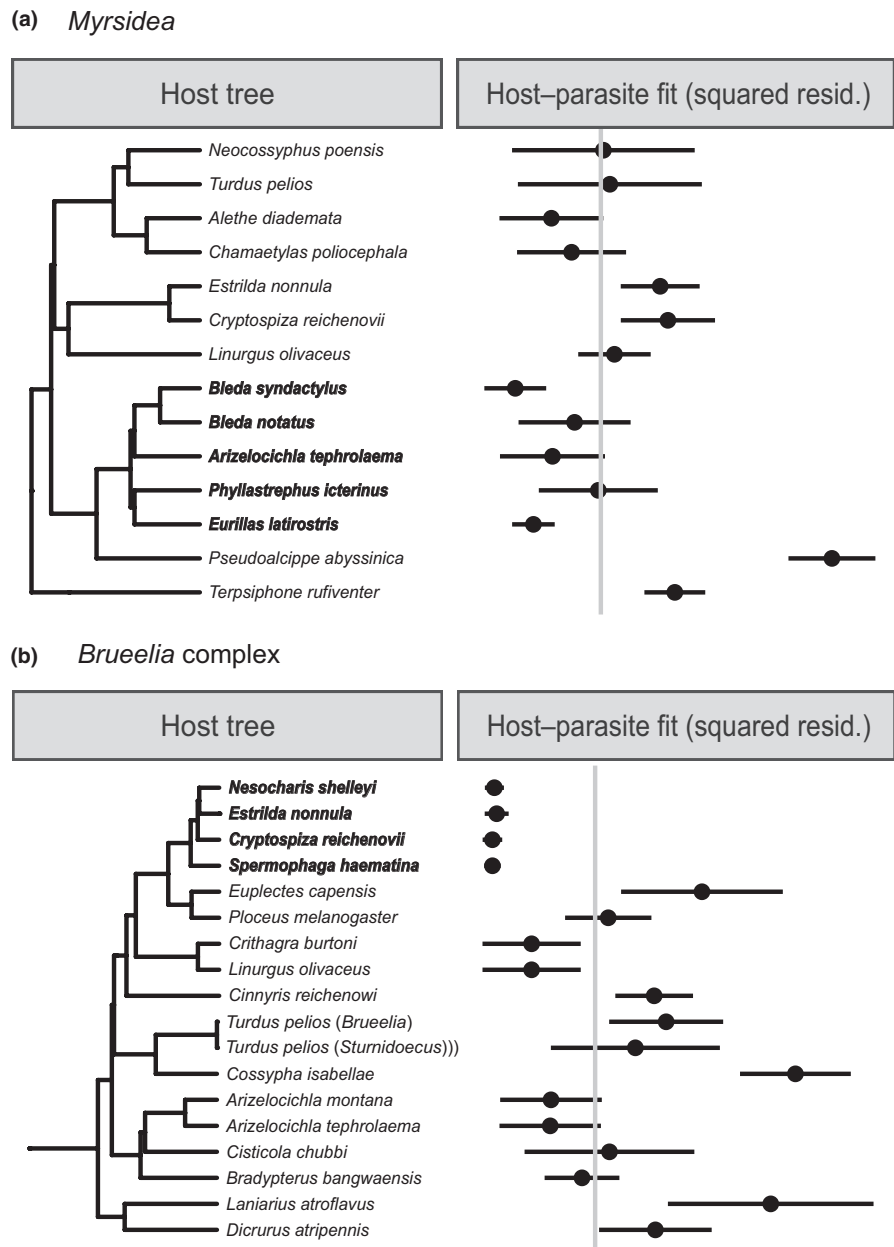 (a) Myrsidea
Host tree
Host–parasite fit (squared resid.)
Neocossyphus poensis
Turdus pelios
Alethe diademata
Chamaetylas poliocephala
Estrilda nonnula
Cryptospiza reichenovii
Linurgus olivaceus
Bleda syndactylus
Bleda notatus
Arizelocichla tephrolaema
Phyllastrephus icterinus
Eurillas latirostris
Pseudoalcippe abyssinica
Terpsiphone rufiventer
(b) Brueelia complex
Host tree
Host–parasite fit (squared resid.)
Nesocharis shelleyi
Estrilda nonnula
Cryptospiza reichenovii
Spermophaga haematina
Euplectes capensis
Ploceus melanogaster
Crithagra burtoni
Linurgus olivaceus
Cinnyris reichenowi
Turdus pelios (Brueelia)
Turdus pelios (Sturnidoecus)))
Cossypha isabellae
Arizelocichla montana
Arizelocichla tephrolaema
Cisticola chubbi
Bradypterus bangwaensis
Laniarius atroflavus
Dicrurus atripennis